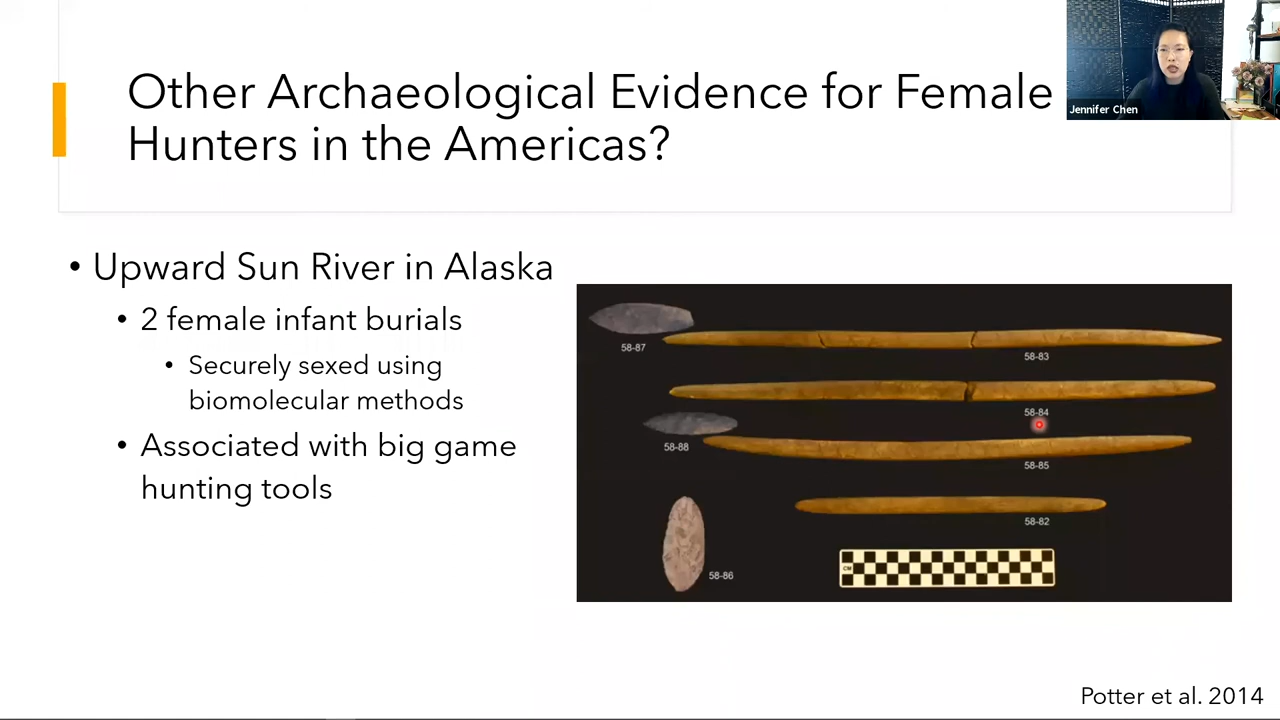 Other Archaeological Evidence for Female
Hunters in the Americas?
Jennifer Chen
• Upward Sun River in Alaska
• 2 female infant burials
• Securely sexed using
biomolecular methods
• Associated with big game
hunting tools
58-87
58-83
58-84
58-88
58-85
58-82
58-86
CM
Potter et al. 2014